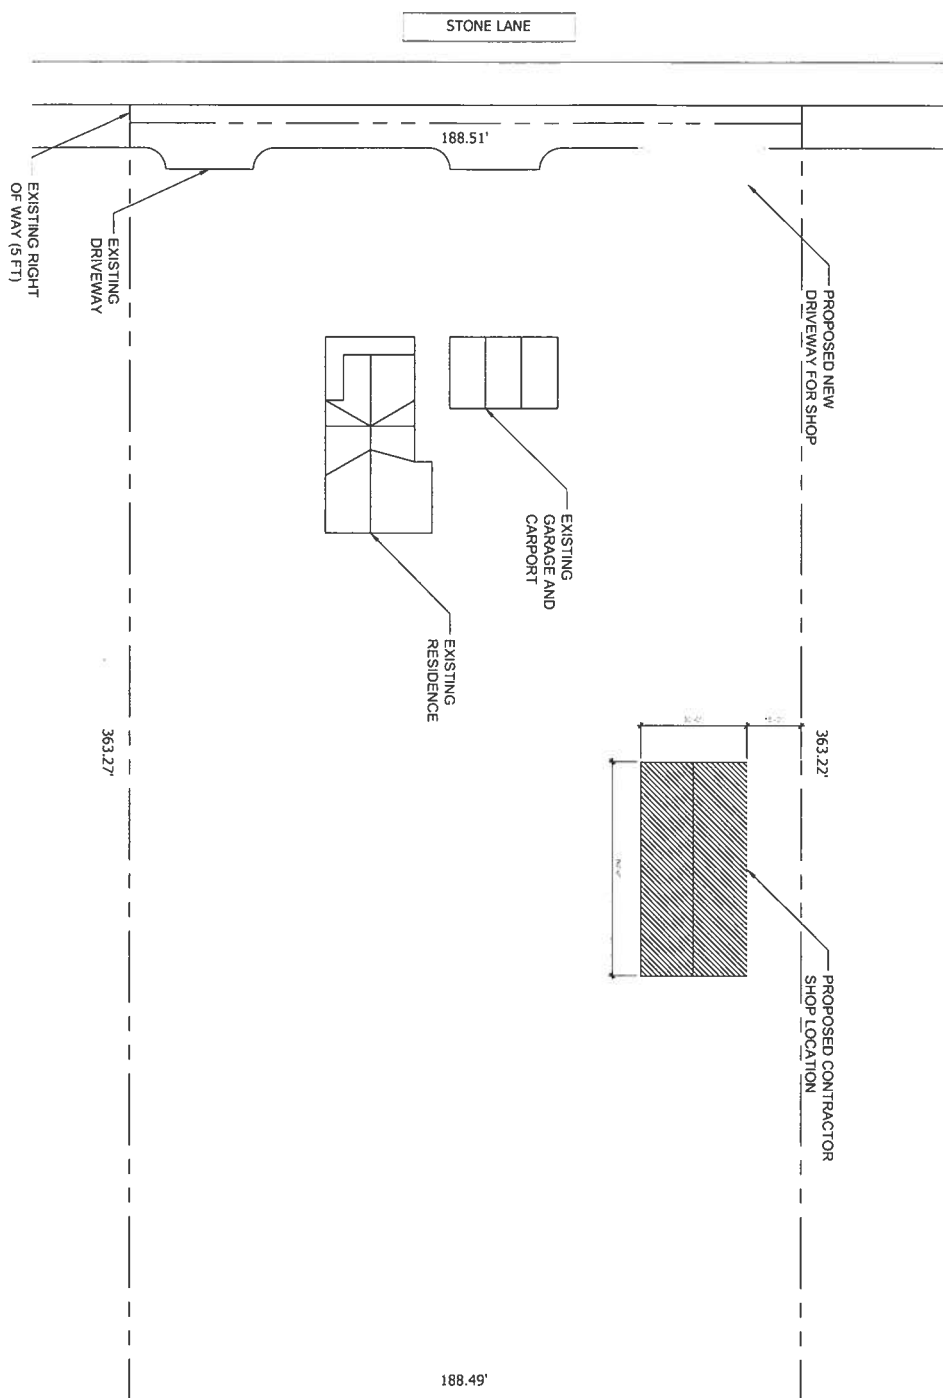 STONE LANE
188.51'
EXISTING RIGHT
OF WAY (5 FT)
EXISTING
DRIVEWAY
PROPOSED NEW
DRIVEWAY FOR SHOP
EXISTING
GARAGE AND
CARPORT
EXISTING
RESIDENCE
363.27'
363.22'
PROPOSED CONTRACTOR
SHOP LOCATION
188.49'